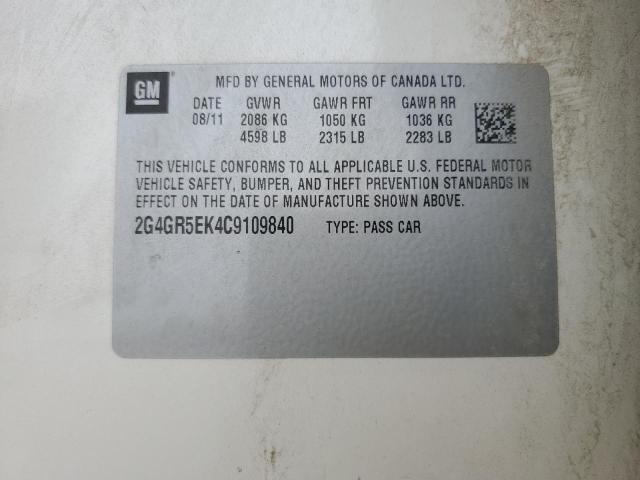 GM
MFD BY GENERAL MOTORS OF CANADA LTD.
DATE GVWR GAWR FRT GAWR RR
08/11 2086 KG 1050 KG 1036 KG
4598 LB 2315 LB 2283 LB
THIS VEHICLE CONFORMS TO ALL APPLICABLE U.S. FEDERAL MOTOR
VEHICLE SAFETY, BUMPER, AND THEFT PREVENTION STANDARDS IN
EFFECT ON THE DATE OF MANUFACTURE SHOWN ABOVE.
2G4GR5EK4C9109840 TYPE: PASS CAR